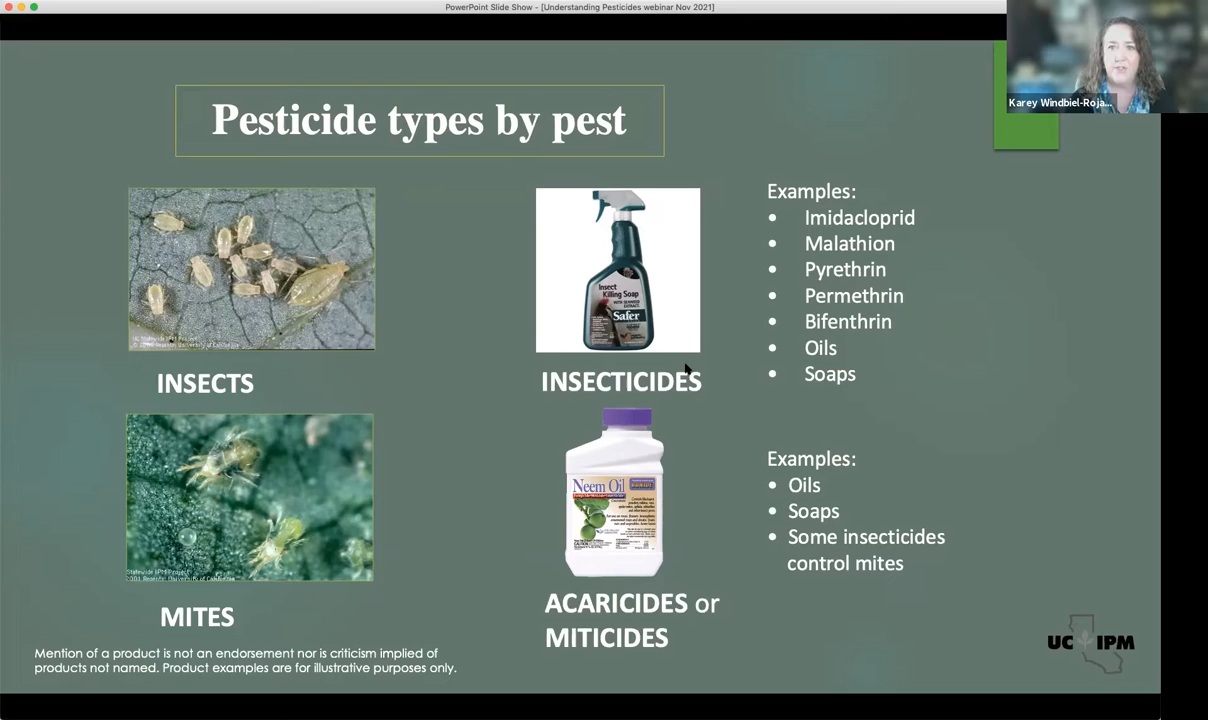 PowerPoint Slide Show - [Understanding Pesticides webinar Nov 2021]
Karey Windbiel-Roja...
Pesticide types by pest
INSECTS
Insect
Killing Soap
Safer
INSECTICIDES
Examples:
• Imidacloprid
• Malathion
• Pyrethrin
• Permethrin
• Bifenthrin
• Oils
• Soaps
MITES
Neem Oil
ACARICIDES or
MITICIDES
Examples:
• Oils
• Soaps
• Some insecticides
control mites
Mention of a product is not an endorsement nor is criticism implied of
products not named. Product examples are for illustrative purposes only.
UC IPM